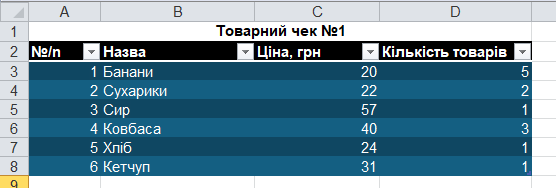 A B C D
1 Товарний чек №1
2 №/п Назва Ціна, грн Кількість товарів
3 1 Банани 20 5
4 2 Сухарики 22 2
5 3 Сир 57 1
6 4 Ковбаса 40 3
7 5 Хліб 24 1
8 6 Кетчуп 31 1
9